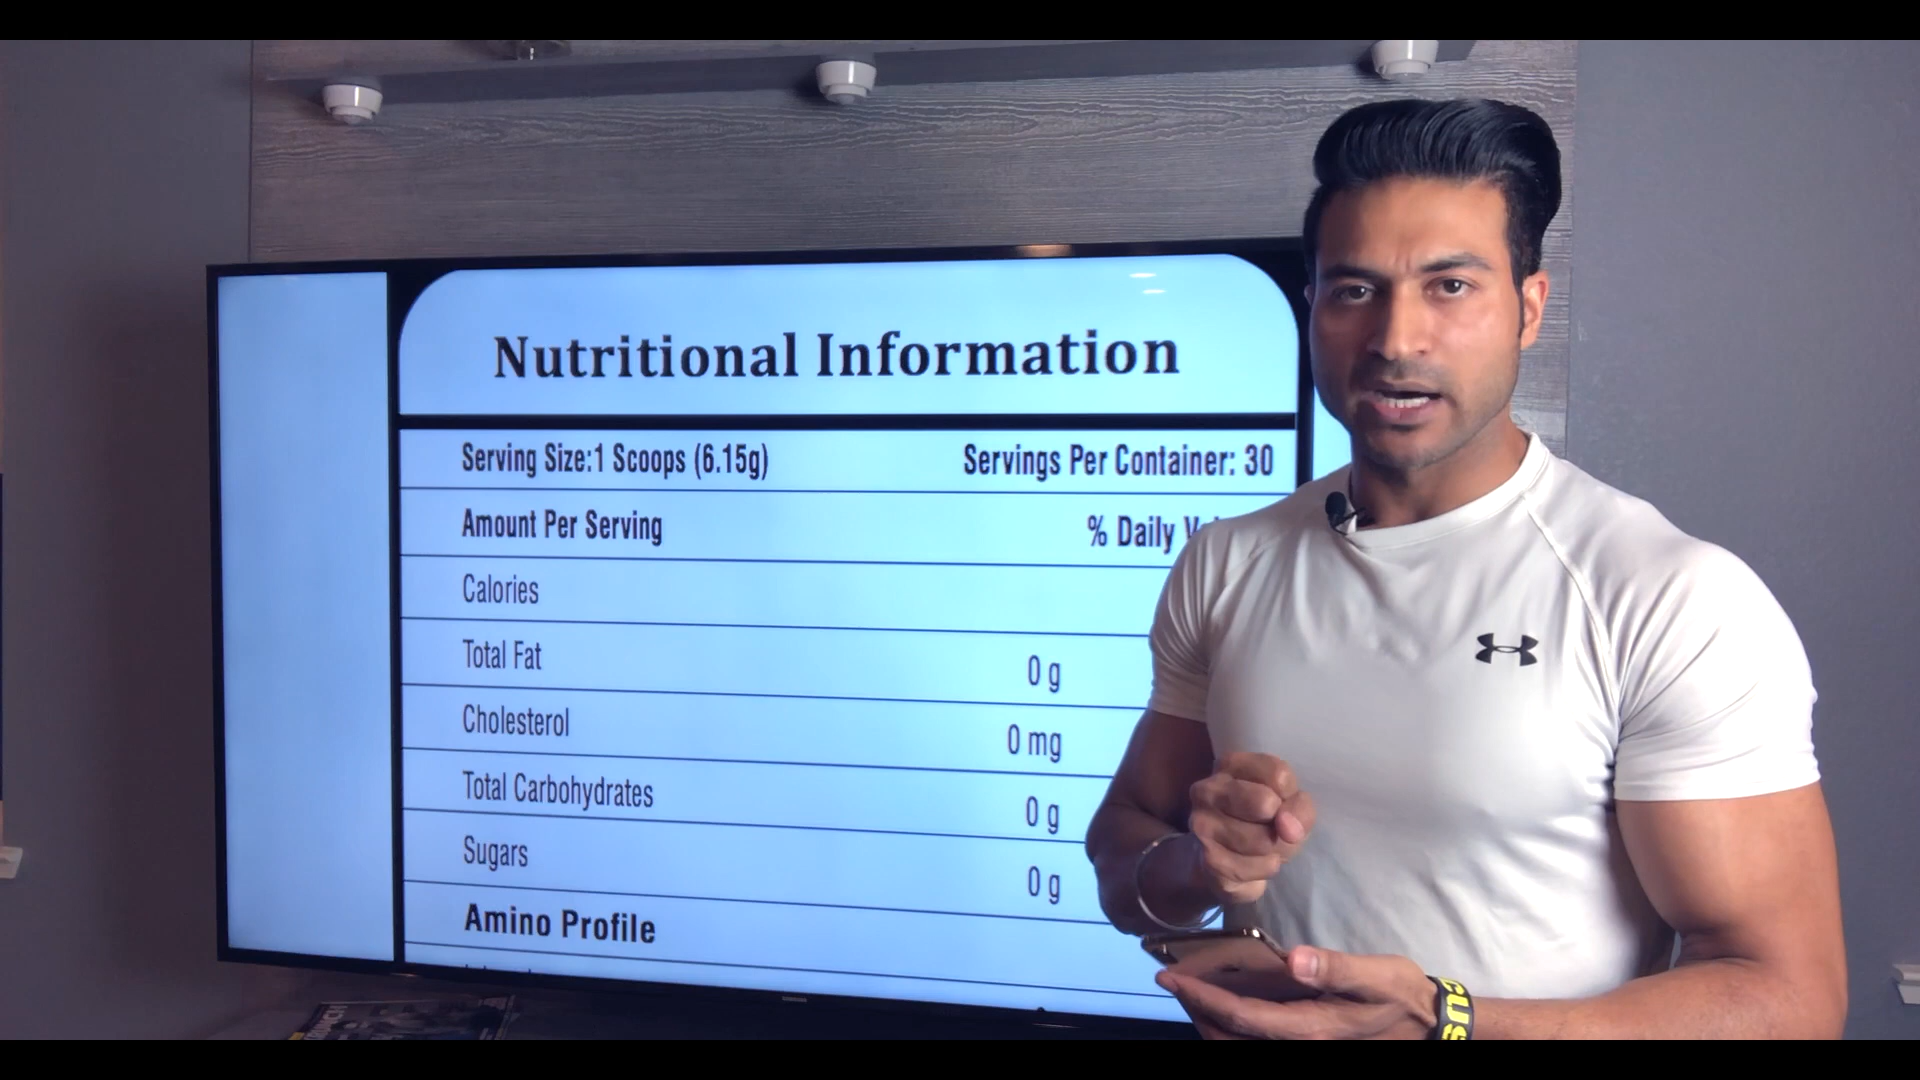 Nutritional Information
Serving Size:1 Scoops (6.15g) Servings Per Container: 30
Amount Per Serving % Daily
Calories
Total Fat 0 g
Cholesterol 0 mg
Total Carbohydrates 0 g
Sugars 0 g
Amino Profile